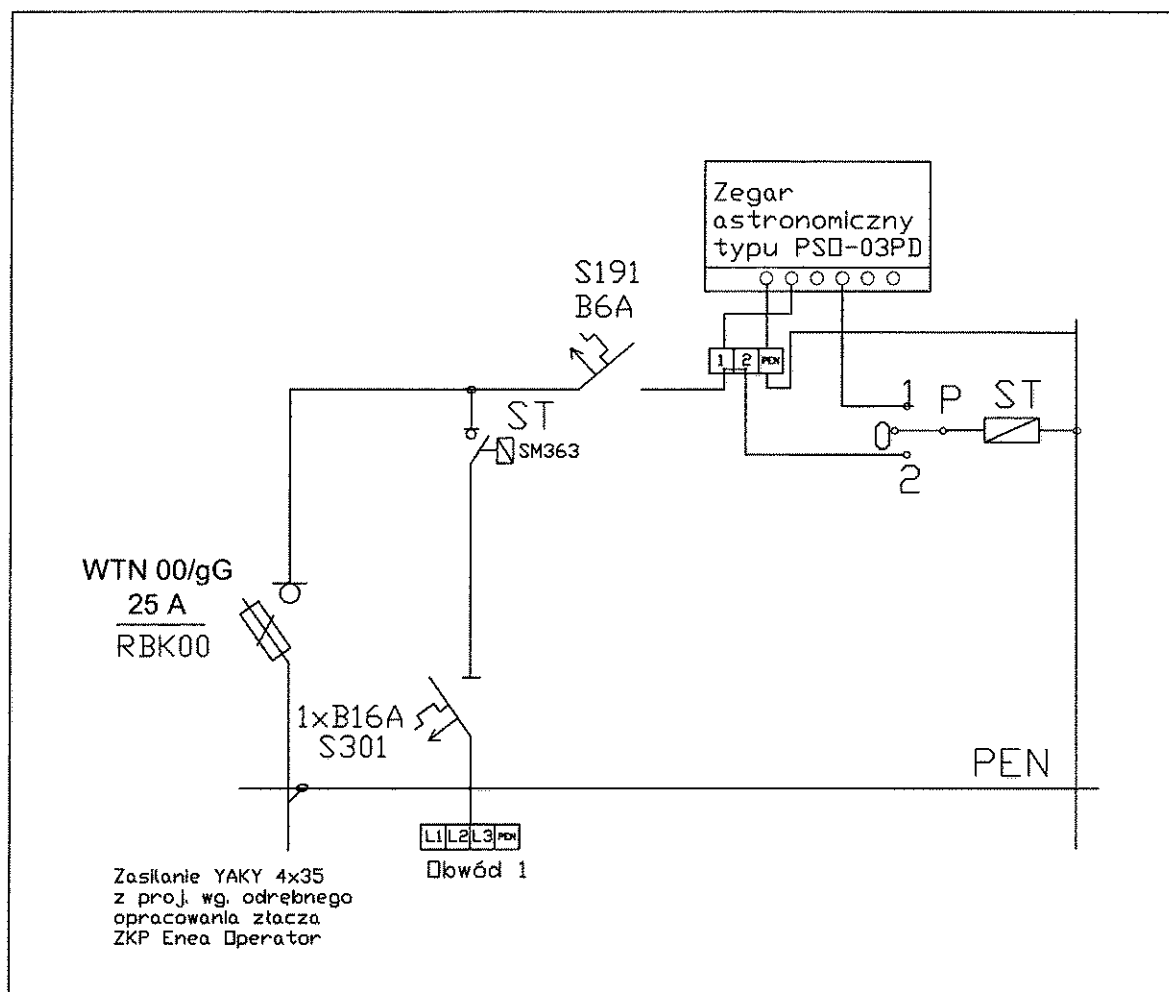 Zegar
astronomiczny
typu PSO-03PD
S191
B6A
1 2 PEN
1
P
ST
2
ST
SM363
WTN 00/gG
25 A
RBK00
1xB16A
S301
PEN
L1 L2 L3 PEN
Obwód 1
Zasilanie YAKY 4x35
z proj. wg. odrębnego
opracowania złącza
ZKP Enea Operator